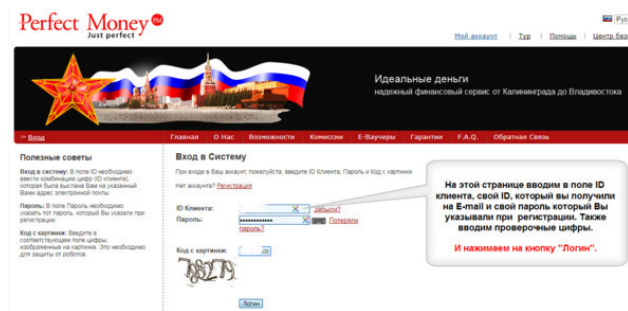 Perfect Money PM
Just perfect
Рус
Мой аккаунт | Тур | Помощь | Центр без
Идеальные деньги
надежный финансовый сервис от Калининграда до Владивостока
Вход
Главная О Нас Возможности Комиссии Е-Ваучеры Гарантии F.A.Q. Обратная Связь
Полезные советы
Вход в систему: В поле ID необходимо
ввести комбинацию цифр (ID клиента),
которая была выслана Вам на указанный
Вами адрес электронной почты.
Пароль: В поле Пароль необходимо
указать тот пароль, который Вы указали при
регистрации.
Код с картинки: Введите в
соответствующем поле цифры,
изображенные на картинке. Это необходимо
для защиты от роботов.
Вход в Систему
При входе в Ваш аккаунт, пожалуйста, введите ID Клиента, Пароль и Код с картинки
Нет аккаунта? Регистрация
ID Клиента:
Забыли?
Пароль:
Потеряли
пароль?
Код с картинки:
Логин
На этой странице вводим в поле ID
клиента, свой ID, который вы получили
на E-mail и свой пароль который Вы
указывали при регистрации. Также
вводим проверочные цифры.
И нажимаем на кнопку "Логин".